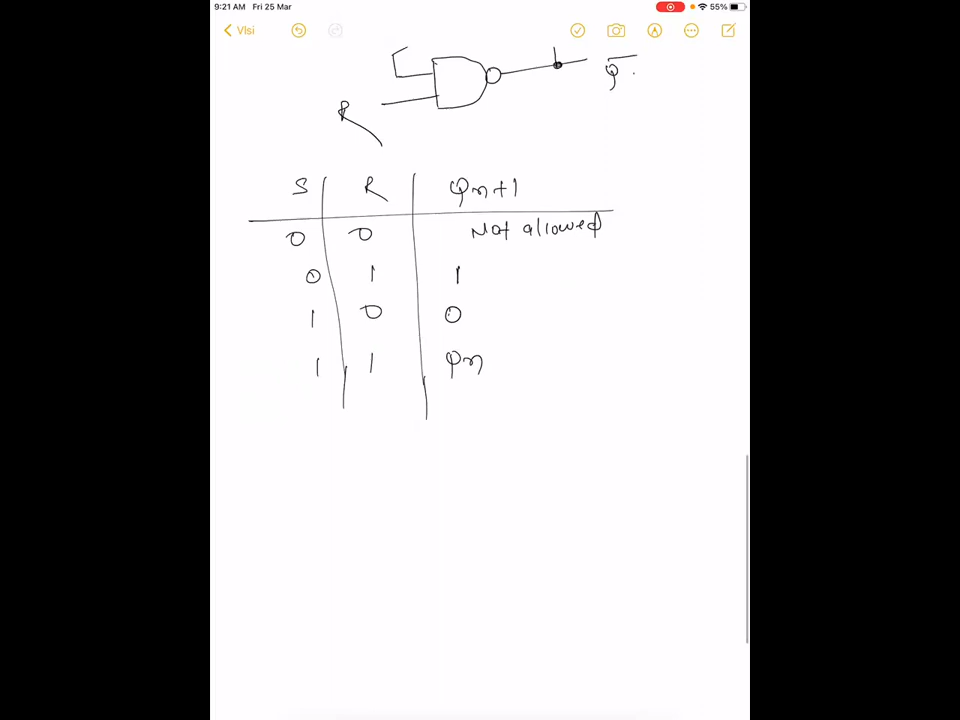 9:21 AM Fri 25 Mar
55%
Vlsi
Q̅
R
S R Qn+1
0 0 Not allowed
0 1 1
1 0 0
1 1 Qn